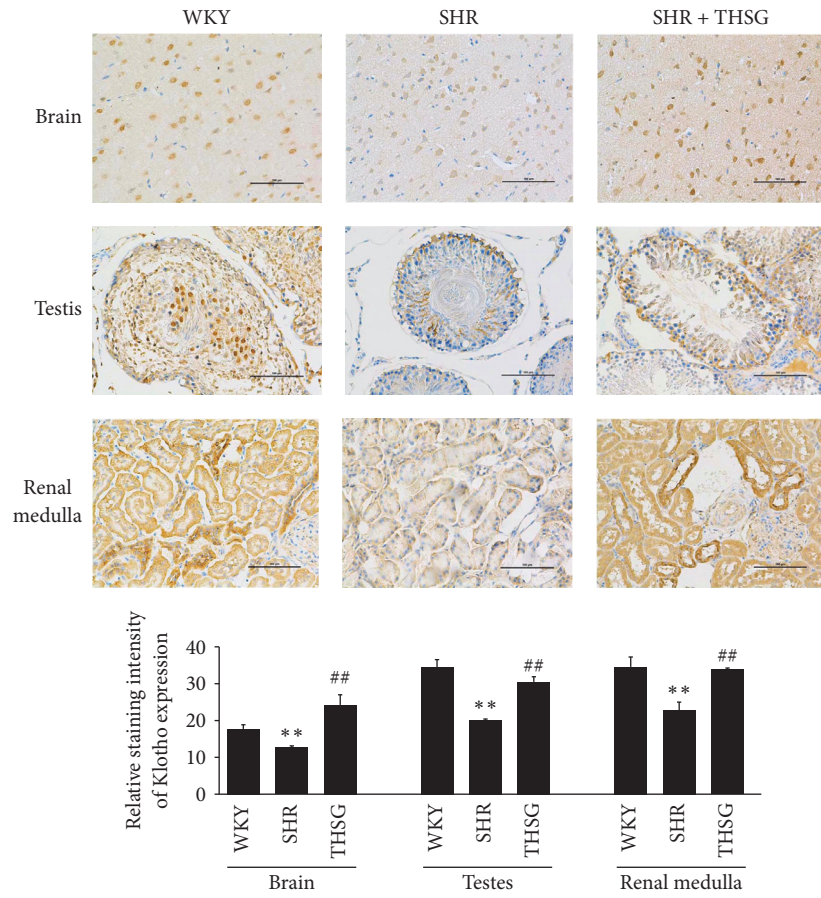 WKY
SHR
SHR + THSG
Brain
Testis
Renal
medulla
Relative staining intensity
of Klotho expression
40
30
20
10
0
**
##
**
##
**
##
WKY
SHR
THSG
WKY
SHR
THSG
WKY
SHR
THSG
Brain
Testes
Renal medulla